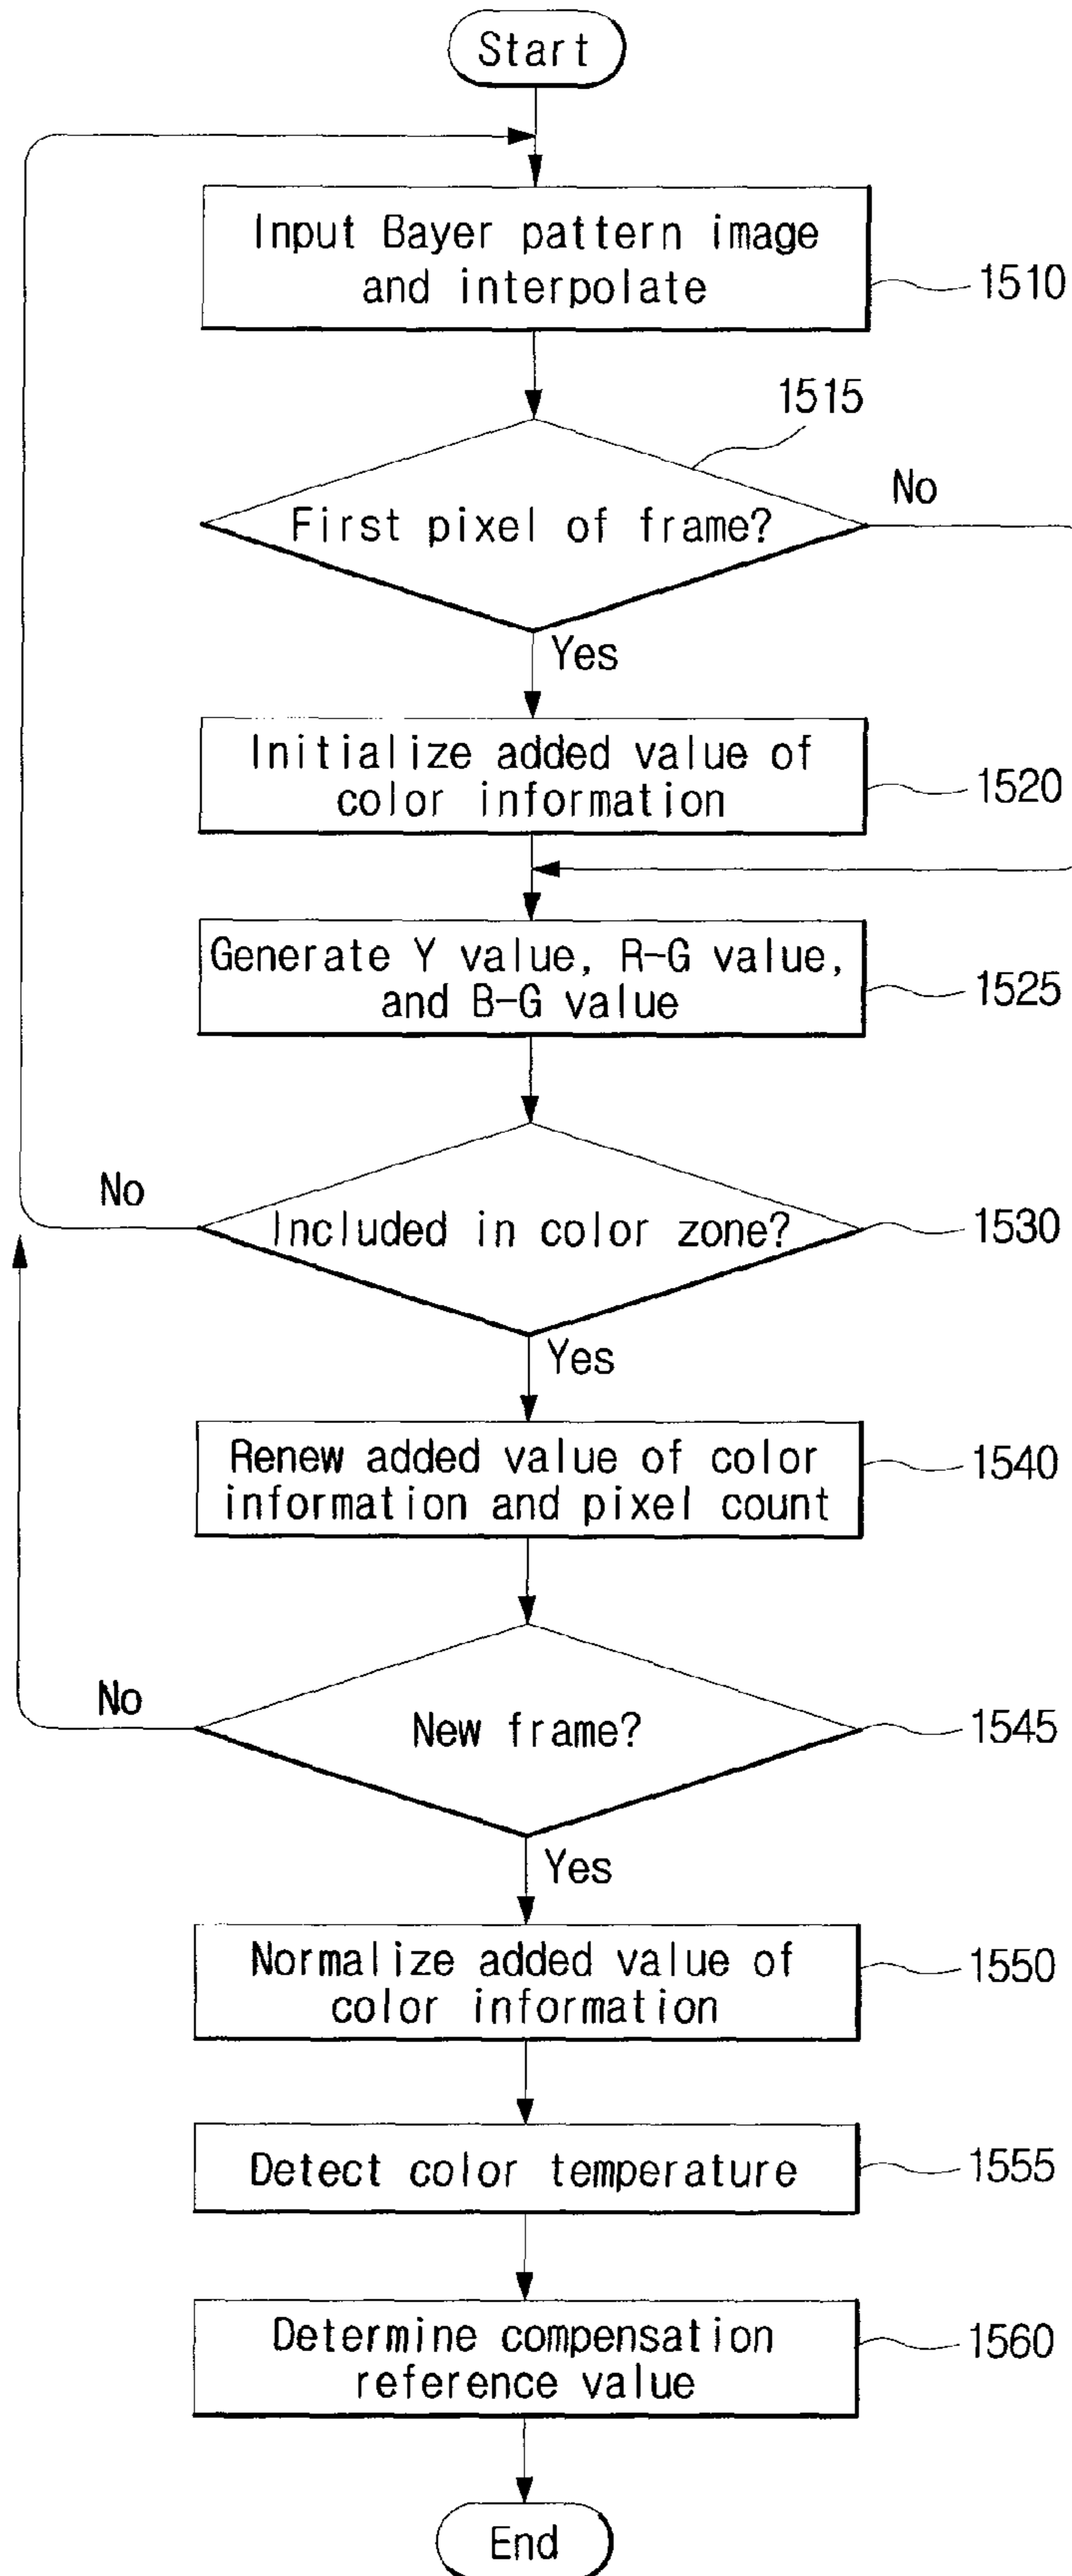 Start
Input Bayer pattern image
and interpolate
1510
1515
First pixel of frame?
No
Yes
Initialize added value of
color information
1520
Generate Y value, R-G value,
and B-G value
1525
No
Included in color zone?
1530
Yes
Renew added value of color
information and pixel count
1540
No
New frame?
1545
Yes
Normalize added value of
color information
1550
Detect color temperature
1555
Determine compensation
reference value
1560
End